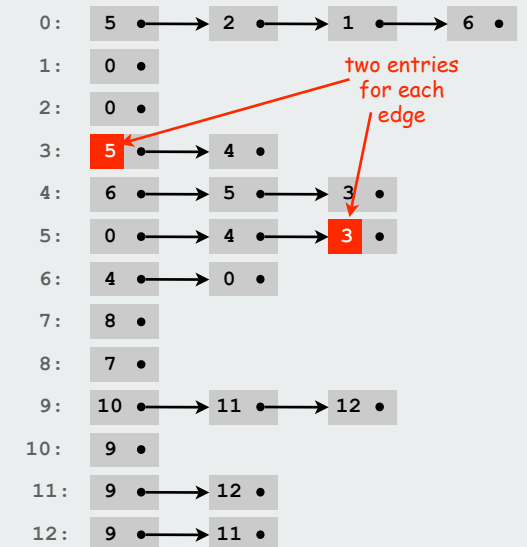 0: 5 2 1 6
1: 0
two entries
for each
edge
2: 0
3: 5 4
4: 6 5 3
5: 0 4 3
6: 4 0
7: 8
8: 7
9: 10 11 12
10: 9
11: 9 12
12: 9 11